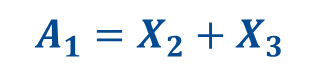 A₁ = X₂ + X₃